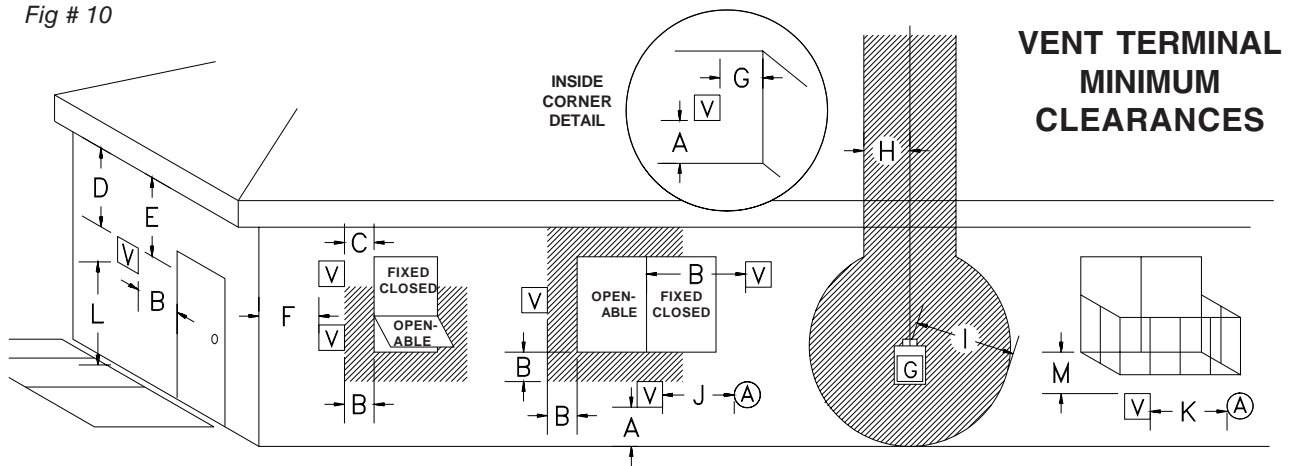 Fig # 10
VENT TERMINAL
MINIMUM
CLEARANCES
INSIDE
CORNER
DETAIL
G
V
A
H
D
E
C
V
B
L
F
V
V
FIXED
CLOSED
OPEN-
ABLE
B
V
OPEN-
ABLE
FIXED
CLOSED
B
V
B
B
V
J
A
A
I
G
M
V
K
A